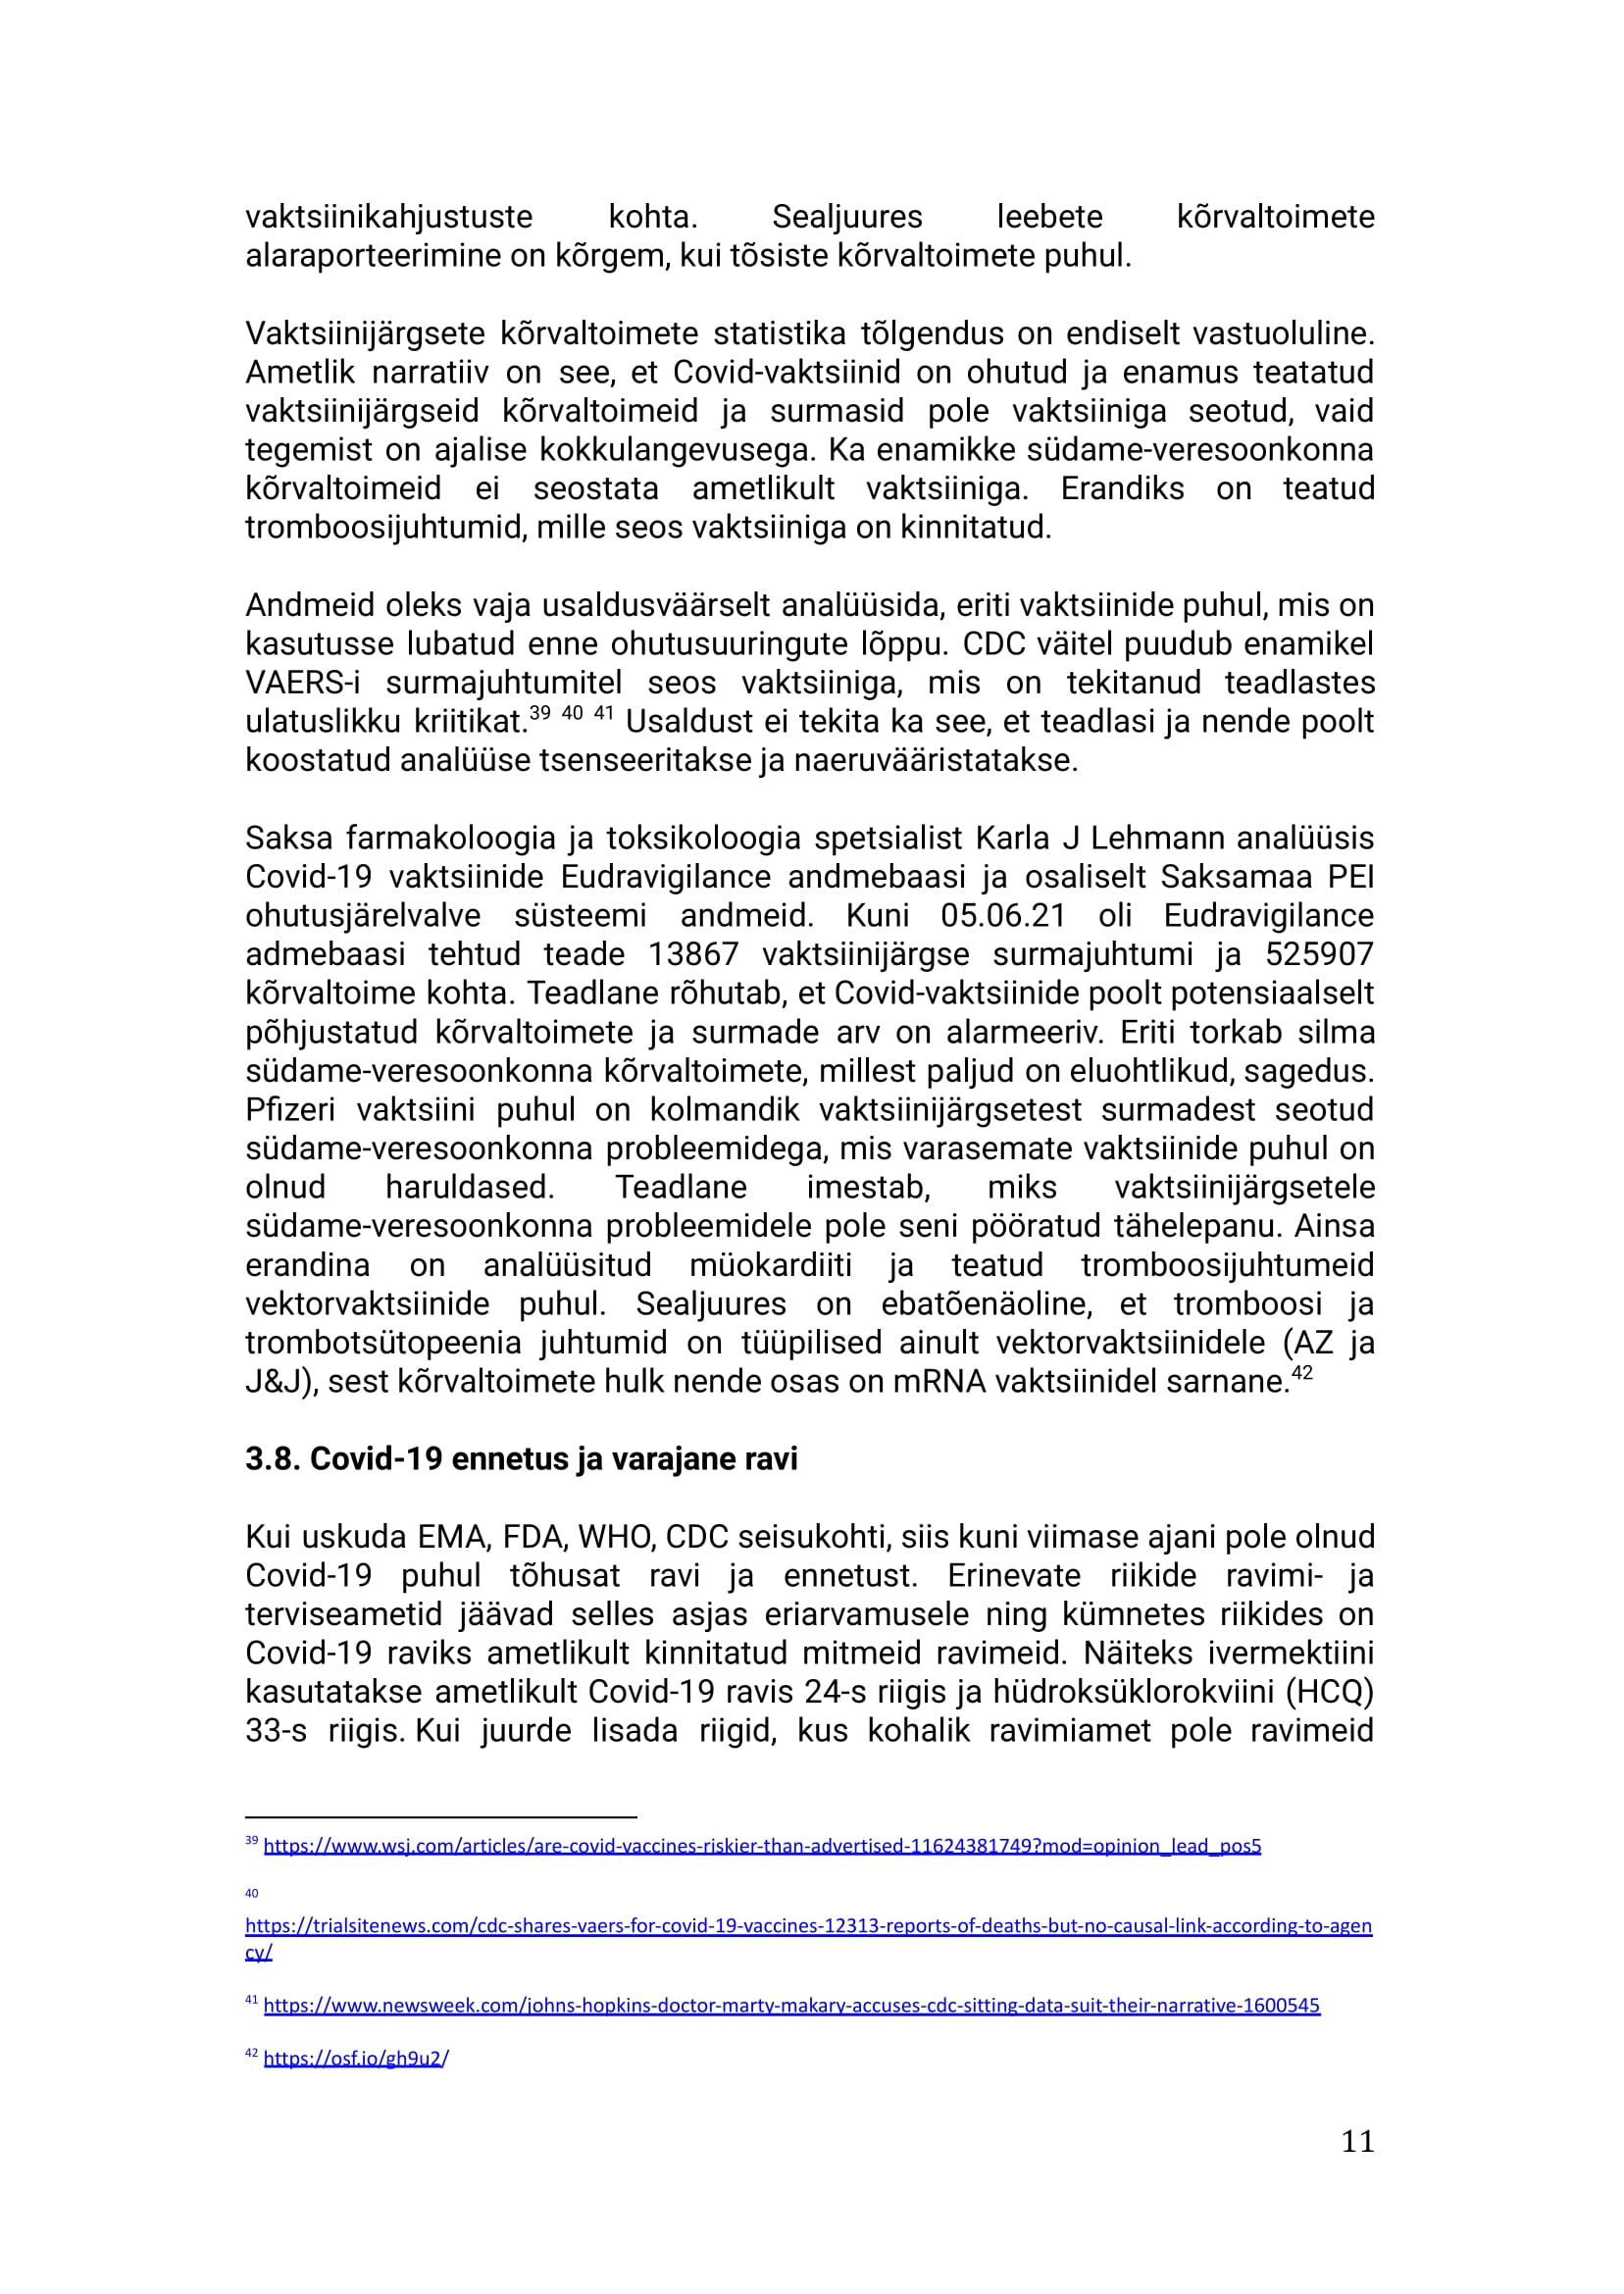 vaktsiinikahjustuste kohta. Sealjuures leebete kõrvaltoimete
alaraporteerimine on kõrgem, kui tõsiste kõrvaltoimete puhul.
Vaktsiinijärgsete kõrvaltoimete statistika tõlgendus on endiselt vastuoluline.
Ametlik narratiiv on see, et Covid-vaktsiinid on ohutud ja enamus teatatud
vaktsiinijärgseid kõrvaltoimeid ja surmasid pole vaktsiiniga seotud, vaid
tegemist on ajalise kokkulangevusega. Ka enamikke südame-veresoonkonna
kõrvaltoimeid ei seostata ametlikult vaktsiiniga. Erandiks on teatud
tromboosijuhtumid, mille seos vaktsiiniga on kinnitatud.
Andmeid oleks vaja usaldusväärselt analüüsida, eriti vaktsiinide puhul, mis on
kasutusse lubatud enne ohutusuuringute lõppu. CDC väitel puudub enamikel
VAERS-i surmajuhtumitel seos vaktsiiniga, mis on tekitanud teadlastes
ulatuslikku kriitikat.39 40 41 Usaldust ei tekita ka see, et teadlasi ja nende poolt
koostatud analüüse tsenseeritakse ja naeruvääristatakse.
Saksa farmakoloogia ja toksikoloogia spetsialist Karla J Lehmann analüüsis
Covid-19 vaktsiinide Eudravigilance andmebaasi ja osaliselt Saksamaa PEI
ohutusjärelvalve süsteemi andmeid. Kuni 05.06.21 oli Eudravigilance
admebaasi tehtud teade 13867 vaktsiinijärgse surmajuhtumi ja 525907
kõrvaltoime kohta. Teadlane rõhutab, et Covid-vaktsiinide poolt potensiaalselt
põhjustatud kõrvaltoimete ja surmade arv on alarmeeriv. Eriti torkab silma
südame-veresoonkonna kõrvaltoimete, millest paljud on eluohtlikud, sagedus.
Pfizeri vaktsiini puhul on kolmandik vaktsiinijärgsetest surmadest seotud
südame-veresoonkonna probleemidega, mis varasemate vaktsiinide puhul on
olnud haruldased. Teadlane imestab, miks vaktsiinijärgsetele
südame-veresoonkonna probleemidele pole seni pööratud tähelepanu. Ainsa
erandina on analüüsitud müokardiiti ja teatud tromboosijuhtumeid
vektorvaktsiinide puhul. Sealjuures on ebatõenäoline, et tromboosi ja
trombotsütopeenia juhtumid on tüüpilised ainult vektorvaktsiinidele (AZ ja
J&J), sest kõrvaltoimete hulk nende osas on mRNA vaktsiinidel sarnane.42
3.8. Covid-19 ennetus ja varajane ravi
Kui uskuda EMA, FDA, WHO, CDC seisukohti, siis kuni viimase ajani pole olnud
Covid-19 puhul tõhusat ravi ja ennetust. Erinevate riikide ravimi- ja
terviseametid jäävad selles asjas eriarvamusele ning kümnetes riikides on
Covid-19 raviks ametlikult kinnitatud mitmeid ravimeid. Näiteks ivermektiini
kasutatakse ametlikult Covid-19 ravis 24-s riigis ja hüdroksüklorokviini (HCQ)
33-s riigis. Kui juurde lisada riigid, kus kohalik ravimiamet pole ravimeid
39 https://www.wsj.com/articles/are-covid-vaccines-riskier-than-advertised-11624381749?mod=opinion_lead_pos5
40
https://trialsitenews.com/cdc-shares-vaers-for-covid-19-vaccines-12313-reports-of-deaths-but-no-causal-link-according-to-agen
cy/
41 https://www.newsweek.com/johns-hopkins-doctor-marty-makary-accuses-cdc-sitting-data-suit-their-narrative-1600545
42 https://osf.io/gh9u2/
11